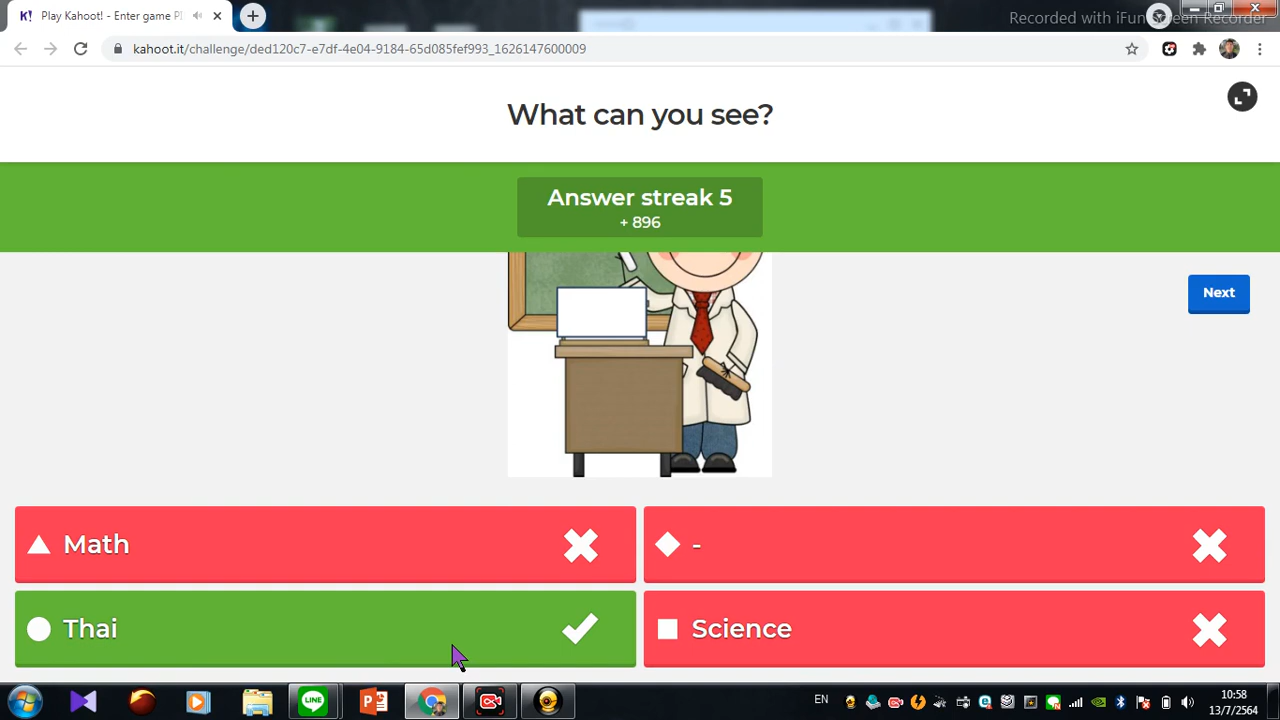 Play Kahoot! - Enter game PI
Recorded with iFun Screen Recorder
kahoot.it/challenge/ded120c7-e7df-4e04-9184-65d085fef993_1626147600009
What can you see?
Answer streak 5
+ 896
Next
Math
-
Thai
Science
EN
10:58
13/7/2564